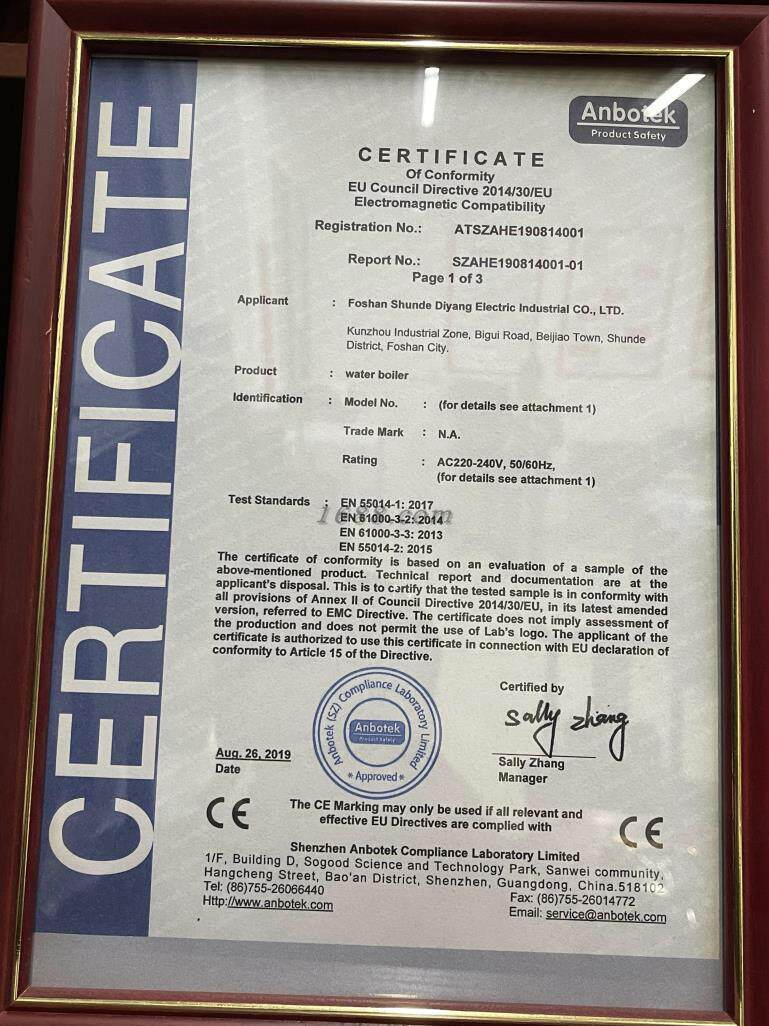 CERTIFICATE
Anbotek
Product Safety
CERTIFICATE
Of Conformity
EU Council Directive 2014/30/EU
Electromagnetic Compatibility
Registration No.: ATSZAHE190814001
Report No.: SZAHE190814001-01
Page 1 of 3
Applicant : Foshan Shunde Diyang Electric Industrial CO., LTD.
Kunzhou Industrial Zone, Bigui Road, Beijiao Town, Shunde
District, Foshan City.
Product : water boiler
Identification : Model No. : (for details see attachment 1)
Trade Mark : N.A.
Rating : AC220-240V, 50/60Hz,
(for details see attachment 1)
Test Standards : EN 55014-1: 2017
1688.com
EN 61000-3-2: 2014
EN 61000-3-3: 2013
EN 55014-2: 2015
The certificate of conformity is based on an evaluation of a sample of the
above-mentioned product. Technical report and documentation are at the
applicant's disposal. This is to certify that the tested sample is in conformity with
all provisions of Annex II of Council Directive 2014/30/EU, in its latest amended
version, referred to EMC Directive. The certificate does not imply assessment of
the production and does not permit the use of Lab's logo. The applicant of the
certificate is authorized to use this certificate in connection with EU declaration of
conformity to Article 15 of the Directive.
Anbotek (SZ) Compliance Laboratory Limited
Anbotek
Product Safety
* Approved *
Certified by
Sally Zhang
Sally Zhang
Manager
Aug. 26, 2019
Date
CE
The CE Marking may only be used if all relevant and
effective EU Directives are complied with
CE
Shenzhen Anbotek Compliance Laboratory Limited
1/F, Building D, Sogood Science and Technology Park, Sanwei community,
Hangcheng Street, Bao'an District, Shenzhen, Guangdong, China.518102
Tel: (86)755-26066440 Fax: (86)755-26014772
Http://www.anbotek.com Email: service@anbotek.com